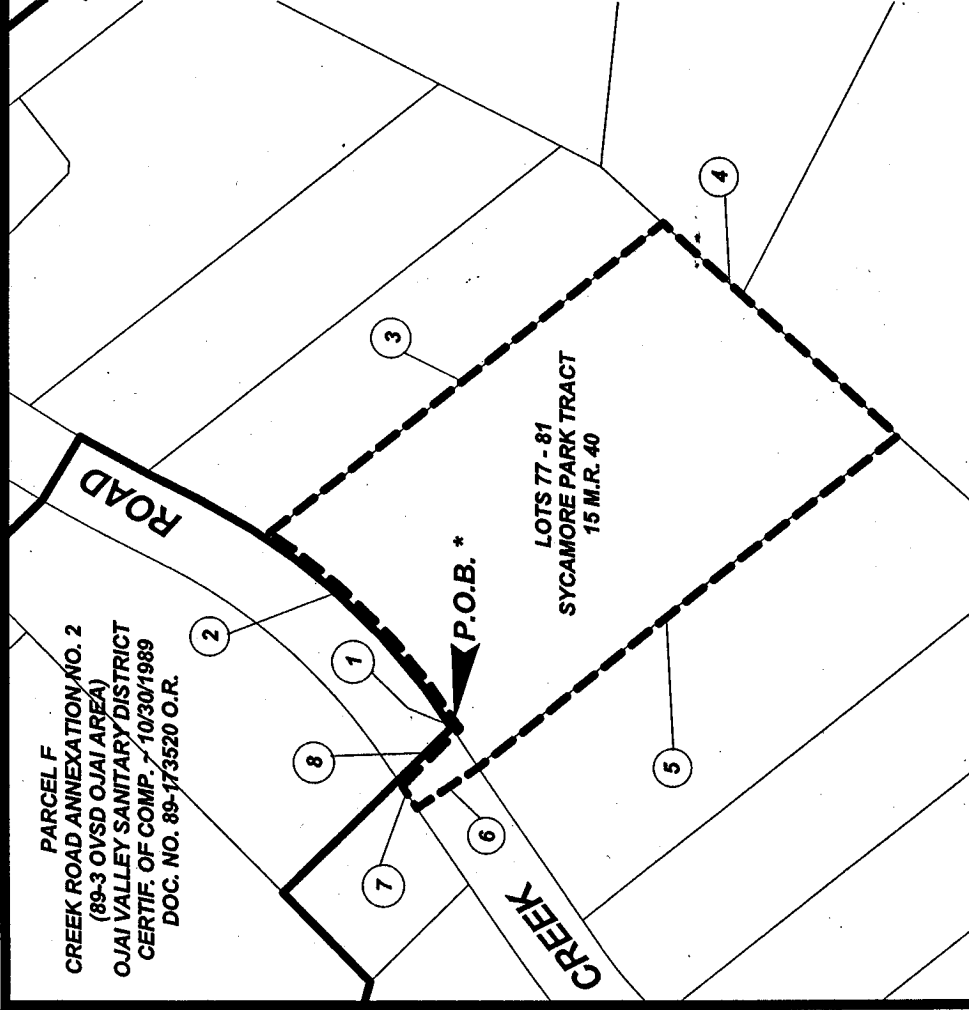 PARCEL F
CREEK ROAD ANNEXATION NO. 2
(89-3 OVSD OJAI AREA)
OJAI VALLEY SANITARY DISTRICT
CERTIF. OF COMP. - 10/30/1989
DOC. NO. 89-173520 O.R.
ROAD
2
1
8
7
6
P.O.B. *
3
4
LOTS 77 - 81
SYCAMORE PARK TRACT
15 M.R. 40
5
CREEK